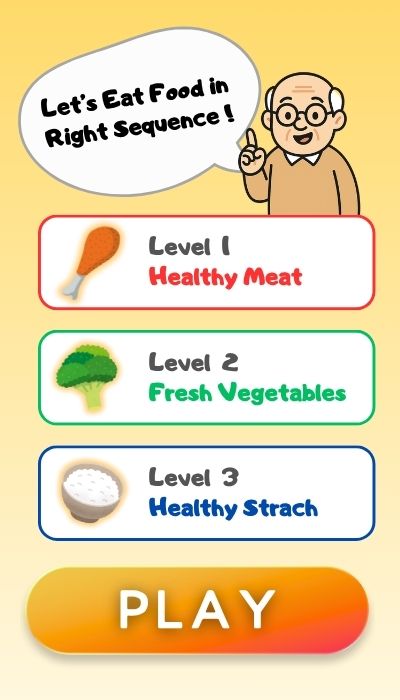 Let's Eat Food in
Right Sequence !
Level 1
Healthy Meat
Level 2
Fresh Vegetables
Level 3
Healthy Strach
PLAY